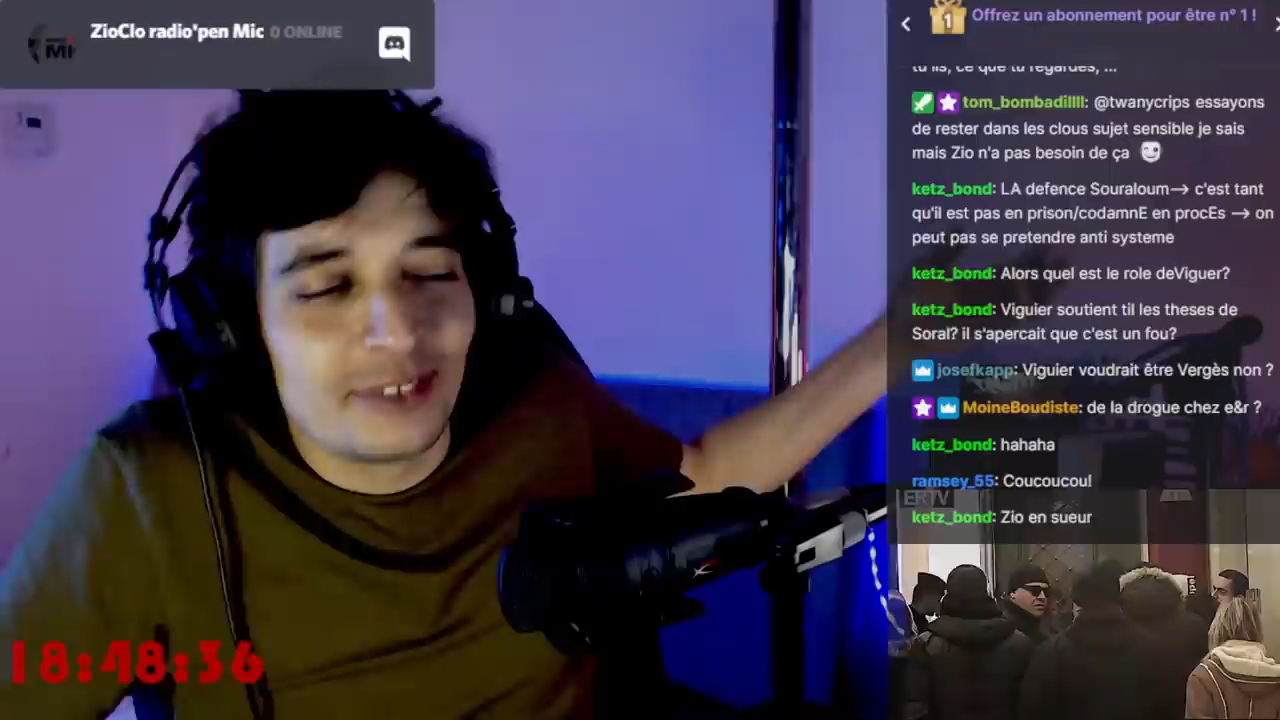 ZioClo radio'pen Mic 0 ONLINE
MI
Offrez un abonnement pour être n° 1 !
1
tu lis, ce que tu regardes, ...
tom_bombadillll: @twanycrips essayons
de rester dans les clous sujet sensible je sais
mais Zio n'a pas besoin de ça
ketz_bond: LA defence Souraloum—> c'est tant
qu'il est pas en prison/codamnE en procEs —> on
peut pas se pretendre anti systeme
ketz_bond: Alors quel est le role deViguer?
ketz_bond: Viguier soutient til les theses de
Soral? il s'apercait que c'est un fou?
josefkapp: Viguier voudrait être Vergès non ?
MoineBoudiste: de la drogue chez e&r ?
ketz_bond: hahaha
ramsey_55: Coucoucou!
ERTV
ketz_bond: Zio en sueur
18:48:36